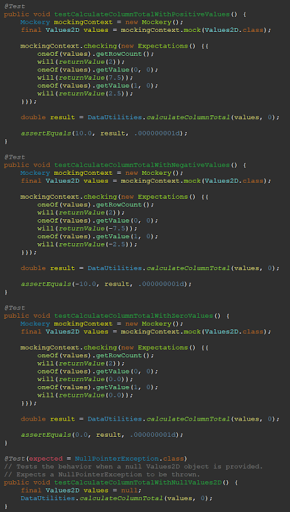 @Test
public void testCalculateColumnTotalWithPositiveValues() {
Mockery mockingContext = new Mockery();
final Values2D values = mockingContext.mock(Values2D.class);
mockingContext.checking(new Expectations() {{
oneOf(values).getRowCount();
will(returnValue(2));
oneOf(values).getValue(0, 0);
will(returnValue(7.5));
oneOf(values).getValue(1, 0);
will(returnValue(2.5));
}});
double result = DataUtilities.calculateColumnTotal(values, 0);
assertEquals(10.0, result, .000000001d);
}
@Test
public void testCalculateColumnTotalWithNegativeValues() {
Mockery mockingContext = new Mockery();
final Values2D values = mockingContext.mock(Values2D.class);
mockingContext.checking(new Expectations() {{
oneOf(values).getRowCount();
will(returnValue(2));
oneOf(values).getValue(0, 0);
will(returnValue(-7.5));
oneOf(values).getValue(1, 0);
will(returnValue(-2.5));
}});
double result = DataUtilities.calculateColumnTotal(values, 0);
assertEquals(-10.0, result, .000000001d);
}
@Test
public void testCalculateColumnTotalWithZeroValues() {
Mockery mockingContext = new Mockery();
final Values2D values = mockingContext.mock(Values2D.class);
mockingContext.checking(new Expectations() {{
oneOf(values).getRowCount();
will(returnValue(2));
oneOf(values).getValue(0, 0);
will(returnValue(0.0));
oneOf(values).getValue(1, 0);
will(returnValue(0.0));
}});
double result = DataUtilities.calculateColumnTotal(values, 0);
assertEquals(0.0, result, .000000001d);
}
@Test(expected = NullPointerException.class)
// Tests the behavior when a null Values2D object is provided.
// Expects a NullPointerException to be thrown.
public void testCalculateColumnTotalWithNullValues2D() {
final Values2D values = null;
DataUtilities.calculateColumnTotal(values, 0);
}